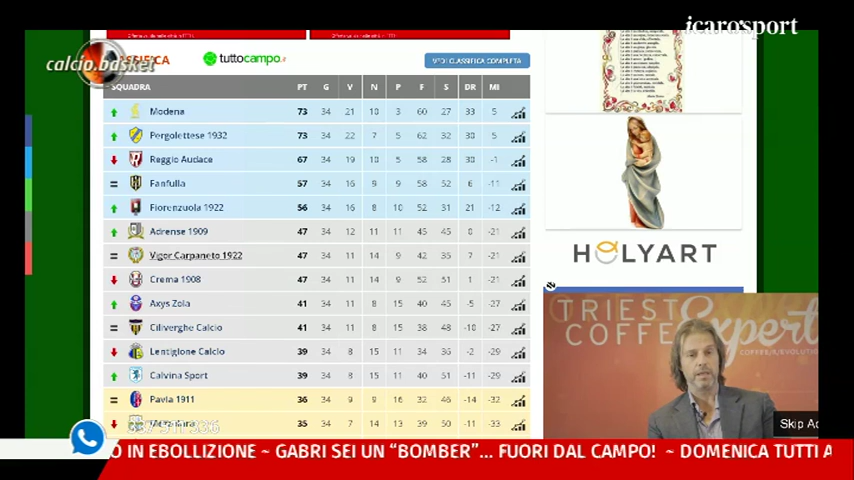 icarosport
calcio.basket
tuttocampo.it
VEDI CLASSIFICA COMPLETA
SQUADRA PT G V N P F S DR MI
Modena 73 34 21 10 3 60 27 33 5
Pergolettese 1932 73 34 22 7 5 62 32 30 5
Reggio Audace 67 34 19 10 5 58 28 30 -1
Fanfulla 57 34 16 9 9 58 52 6 -11
Fiorenzuola 1922 56 34 16 8 10 52 31 21 -12
Adrense 1909 47 34 12 11 11 45 45 0 -21
Vigor Carpaneto 1922 47 34 11 14 9 42 35 7 -21
Crema 1908 47 34 11 14 9 52 51 1 -21
Axys Zola 41 34 11 8 15 40 45 -5 -27
Ciliverghe Calcio 41 34 11 8 15 38 48 -10 -27
Lentigione Calcio 39 34 8 15 11 34 36 -2 -29
Calvina Sport 39 34 8 15 11 40 51 -11 -29
Pavia 1911 36 34 9 9 16 32 46 -14 -32
35 34 7 14 13 39 50 -11 -33
HOLYART
TRIEST
COFFEE Expert
COFFEE(R)EVOLUTION
Skip Ad
O IN EBOLLIZIONE ~ GABRI SEI UN “BOMBER”... FUORI DAL CAMPO! ~ DOMENICA TUTTI A